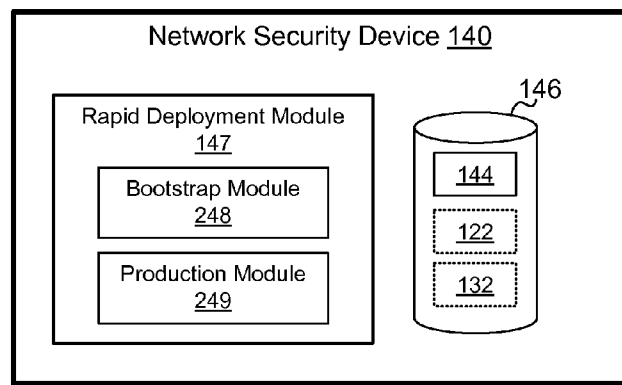 Network Security Device 140
Rapid Deployment Module
147
Bootstrap Module
248
Production Module
249
146
144
122
132